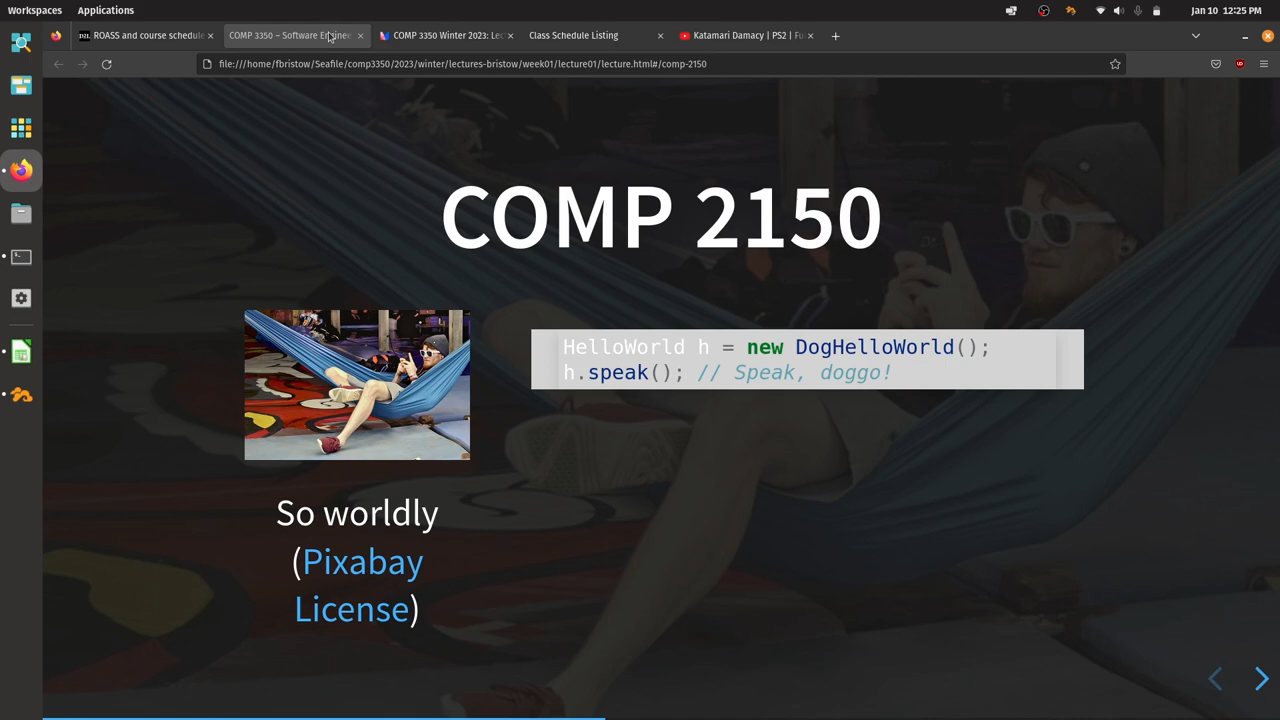 Workspaces Applications Jan 10 12:25 PM
ROASS and course schedule COMP 3350 – Software Enginee COMP 3350 Winter 2023: Lec Class Schedule Listing Katamari Damacy | PS2 | Fu
file:///home/fbristow/Seafile/comp3350/2023/winter/lectures-bristow/week01/lecture01/lecture.html#/comp-2150
COMP 2150
HelloWorld h = new DogHelloWorld();
h.speak(); // Speak, doggo!
So worldly
(Pixabay
License)